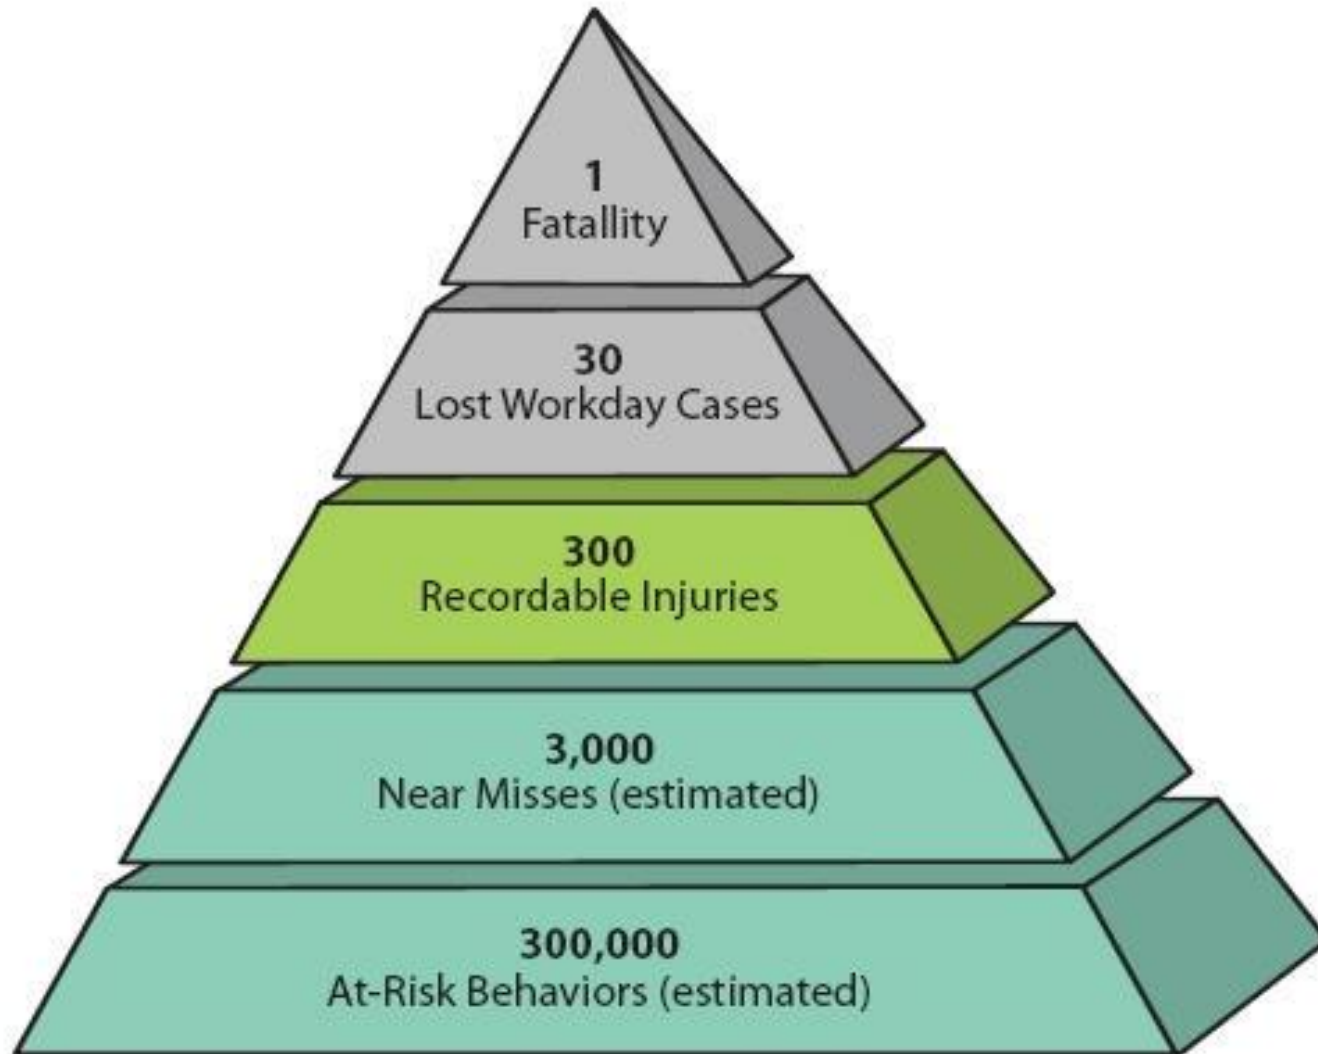 1
Fatallity
30
Lost Workday Cases
300
Recordable Injuries
3,000
Near Misses (estimated)
300,000
At-Risk Behaviors (estimated)